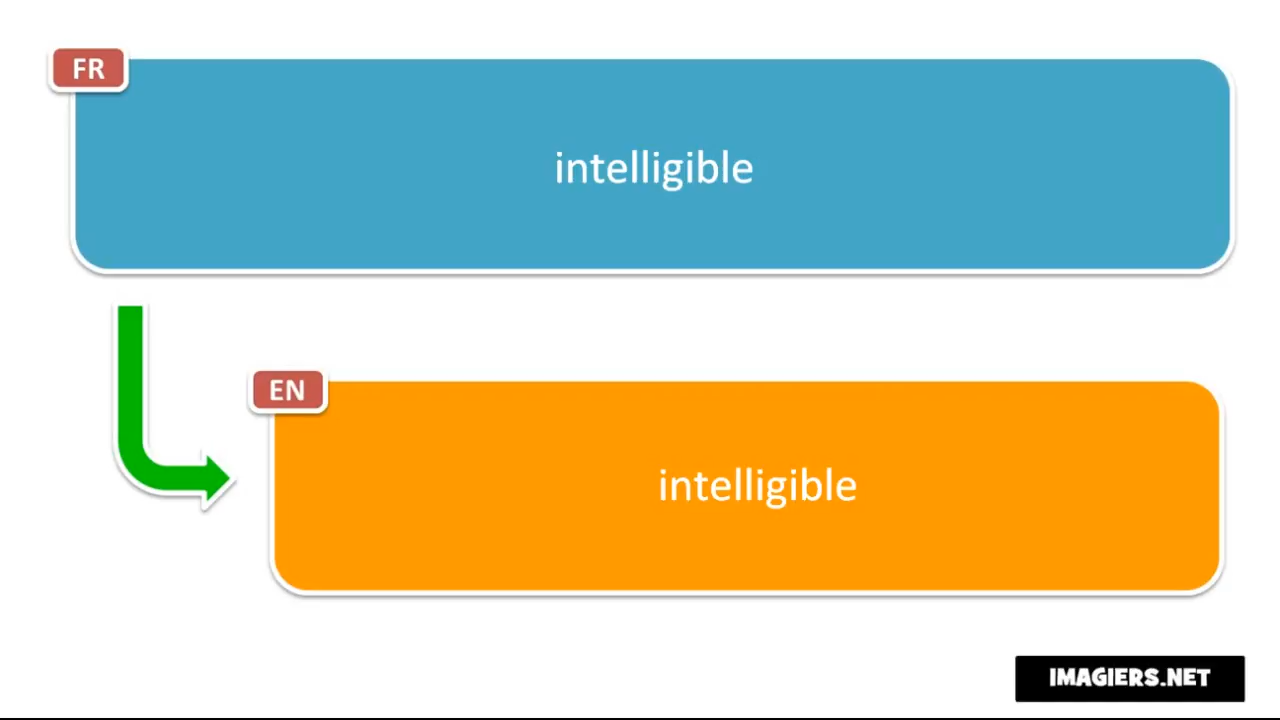 FR
intelligible
EN
intelligible
IMAGIERS.NET